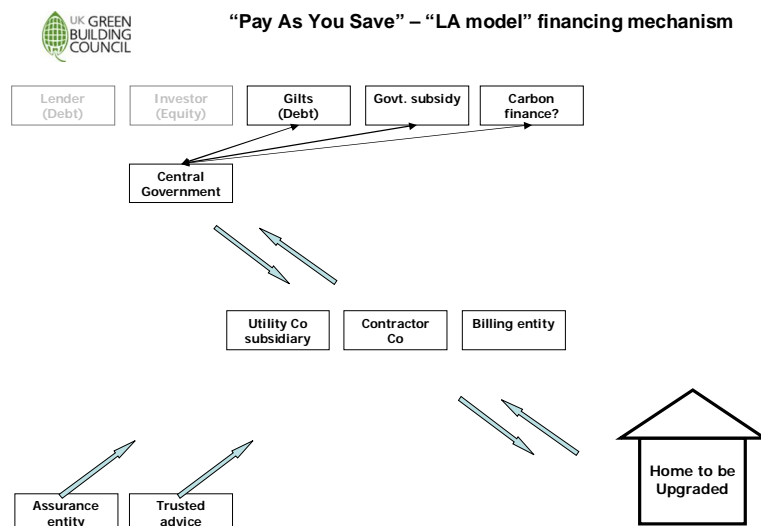 UK GREEN
BUILDING
COUNCIL
“Pay As You Save” – “LA model” financing mechanism
Lender
(Debt)
Investor
(Equity)
Gilts
(Debt)
Govt. subsidy
Carbon
finance?
Central
Government
Utility Co
subsidiary
Contractor
Co
Billing entity
Home to be
Upgraded
Assurance
entity
Trusted
advice